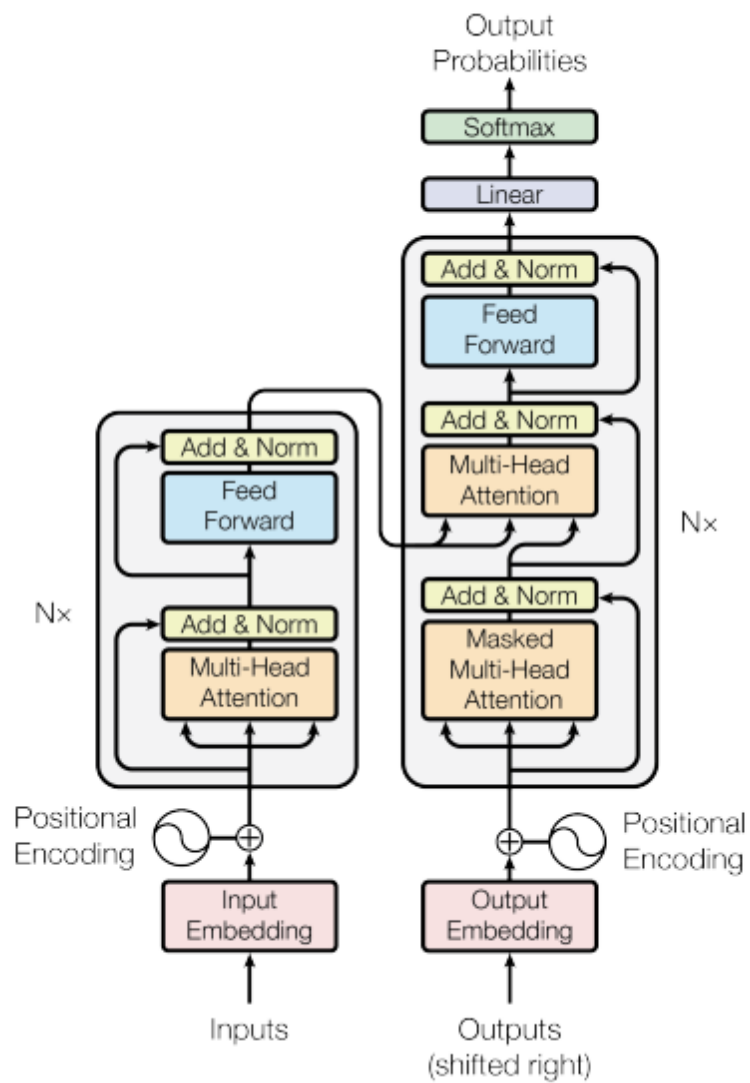 Output
Probabilities
Softmax
Linear
Add & Norm
Feed
Forward
Add & Norm
Multi-Head
Attention
Add & Norm
Masked
Multi-Head
Attention
Nx
Positional
Encoding
Output
Embedding
Outputs
(shifted right)
Add & Norm
Feed
Forward
Add & Norm
Multi-Head
Attention
Nx
Positional
Encoding
Input
Embedding
Inputs